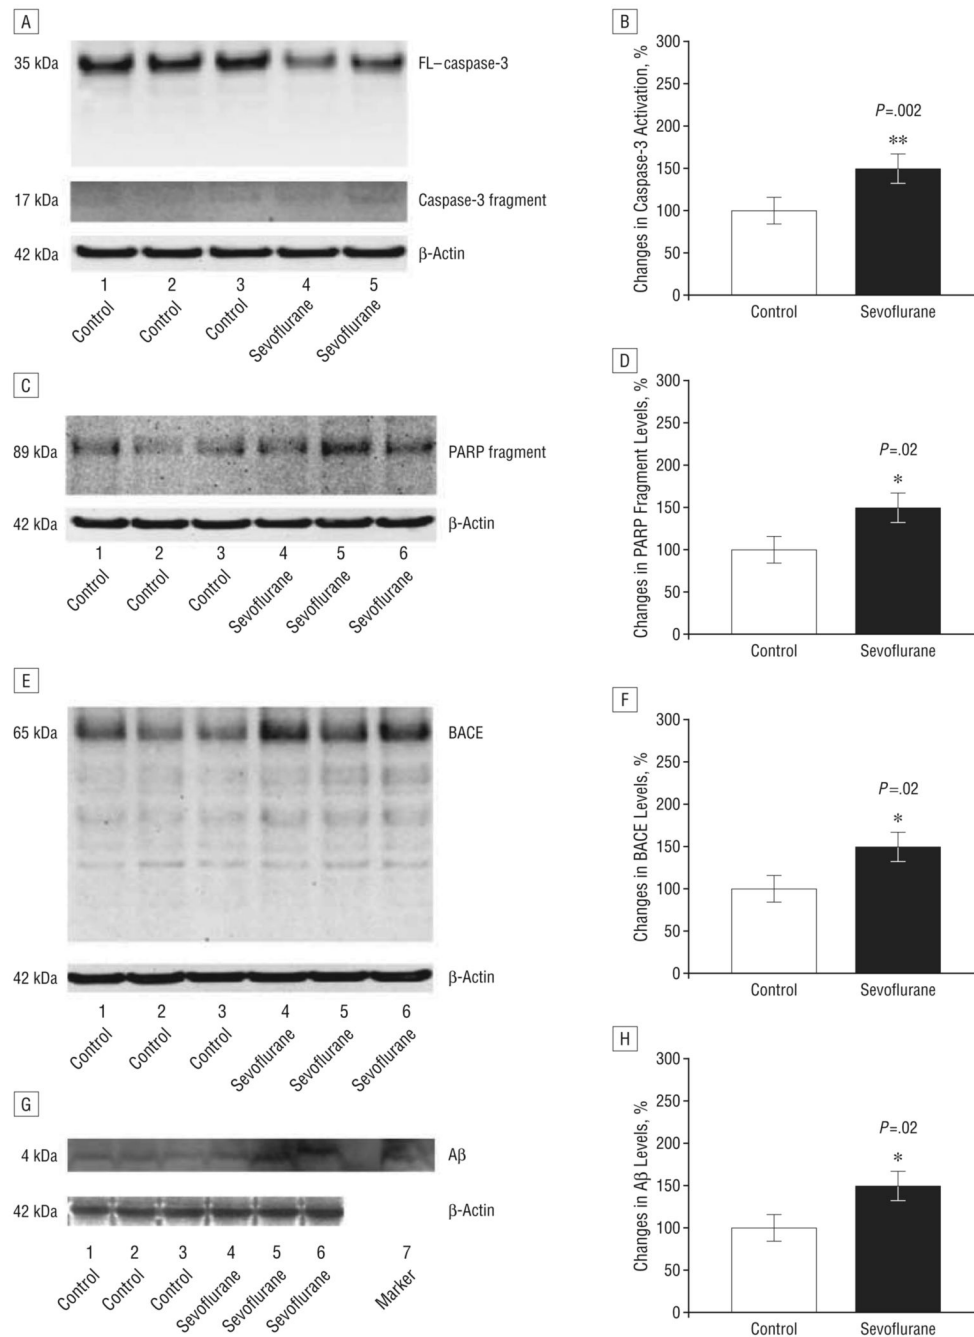 A
35 kDa
FL–caspase-3
17 kDa
Caspase-3 fragment
42 kDa
β-Actin
1 2 3 4 5
Control Control Control Sevoflurane Sevoflurane
B
Changes in Caspase-3 Activation, %
300
250
200
150
100
50
0
P=.002
**
Control Sevoflurane
C
89 kDa
PARP fragment
42 kDa
β-Actin
1 2 3 4 5 6
Control Control Control Sevoflurane Sevoflurane Sevoflurane
D
Changes in PARP Fragment Levels, %
300
250
200
150
100
50
0
P=.02
*
Control Sevoflurane
E
65 kDa
BACE
42 kDa
β-Actin
1 2 3 4 5 6
Control Control Control Sevoflurane Sevoflurane Sevoflurane
F
Changes in BACE Levels, %
300
250
200
150
100
50
0
P=.02
*
Control Sevoflurane
G
4 kDa
Aβ
42 kDa
β-Actin
1 2 3 4 5 6 7
Control Control Control Sevoflurane Sevoflurane Sevoflurane Marker
H
Changes in Aβ Levels, %
300
250
200
150
100
50
0
P=.02
*
Control Sevoflurane